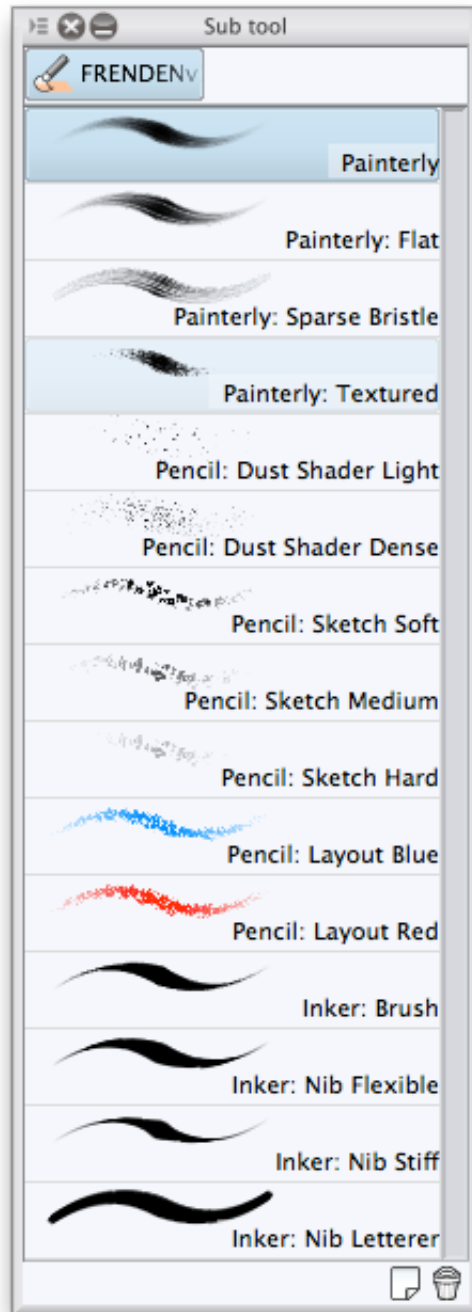 Sub tool
FRENDENv
Painterly
Painterly: Flat
Painterly: Sparse Bristle
Painterly: Textured
Pencil: Dust Shader Light
Pencil: Dust Shader Dense
Pencil: Sketch Soft
Pencil: Sketch Medium
Pencil: Sketch Hard
Pencil: Layout Blue
Pencil: Layout Red
Inker: Brush
Inker: Nib Flexible
Inker: Nib Stiff
Inker: Nib Letterer